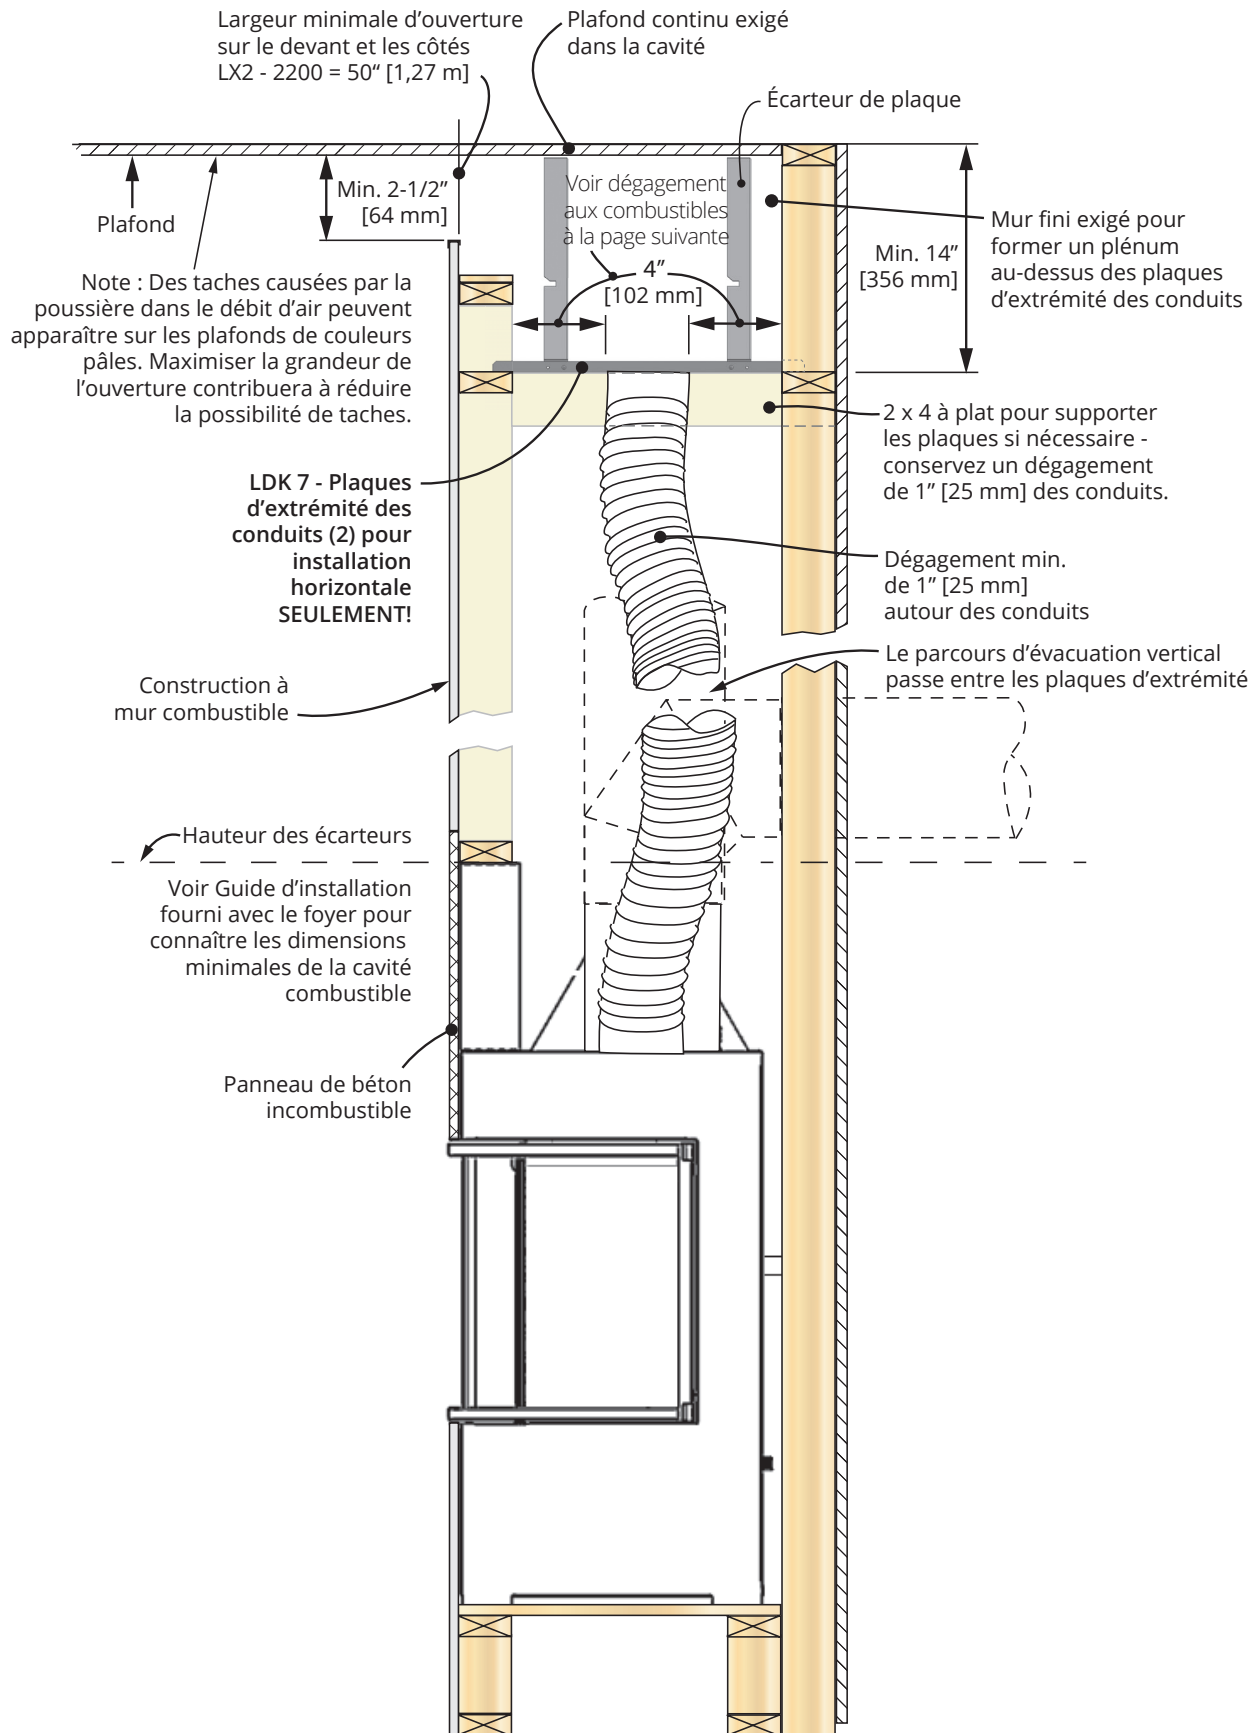 Largeur minimale d’ouverture
sur le devant et les côtés
LX2 - 2200 = 50“ [1,27 m]
Plafond continu exigé
dans la cavité
Écarteur de plaque
Min. 2-1/2”
[64 mm]
Plafond
Voir dégagement
aux combustibles
à la page suivante
4”
[102 mm]
Min. 14”
[356 mm]
Mur fini exigé pour
former un plénum
au-dessus des plaques
d’extrémité des conduits
Note : Des taches causées par la
poussière dans le débit d’air peuvent
apparaître sur les plafonds de couleurs
pâles. Maximiser la grandeur de
l’ouverture contribuera à réduire
la possibilité de taches.
2 x 4 à plat pour supporter
les plaques si nécessaire -
conservez un dégagement
de 1” [25 mm] des conduits.
LDK 7 - Plaques
d’extrémité des
conduits (2) pour
installation
horizontale
SEULEMENT!
Dégagement min.
de 1” [25 mm]
autour des conduits
Le parcours d’évacuation vertical
passe entre les plaques d’extrémité
Construction à
mur combustible
Hauteur des écarteurs
Voir Guide d’installation
fourni avec le foyer pour
connaître les dimensions
minimales de la cavité
combustible
Panneau de béton
incombustible